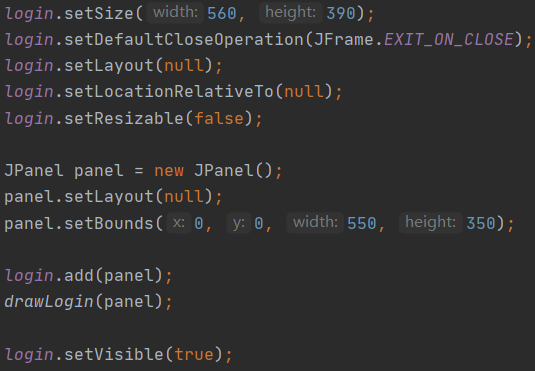 login.setSize( width: 560, height: 390);
login.setDefaultCloseOperation(JFrame.EXIT_ON_CLOSE);
login.setLayout(null);
login.setLocationRelativeTo(null);
login.setResizable(false);
JPanel panel = new JPanel();
panel.setLayout(null);
panel.setBounds( x: 0, y: 0, width: 550, height: 350);
login.add(panel);
drawLogin(panel);
login.setVisible(true);